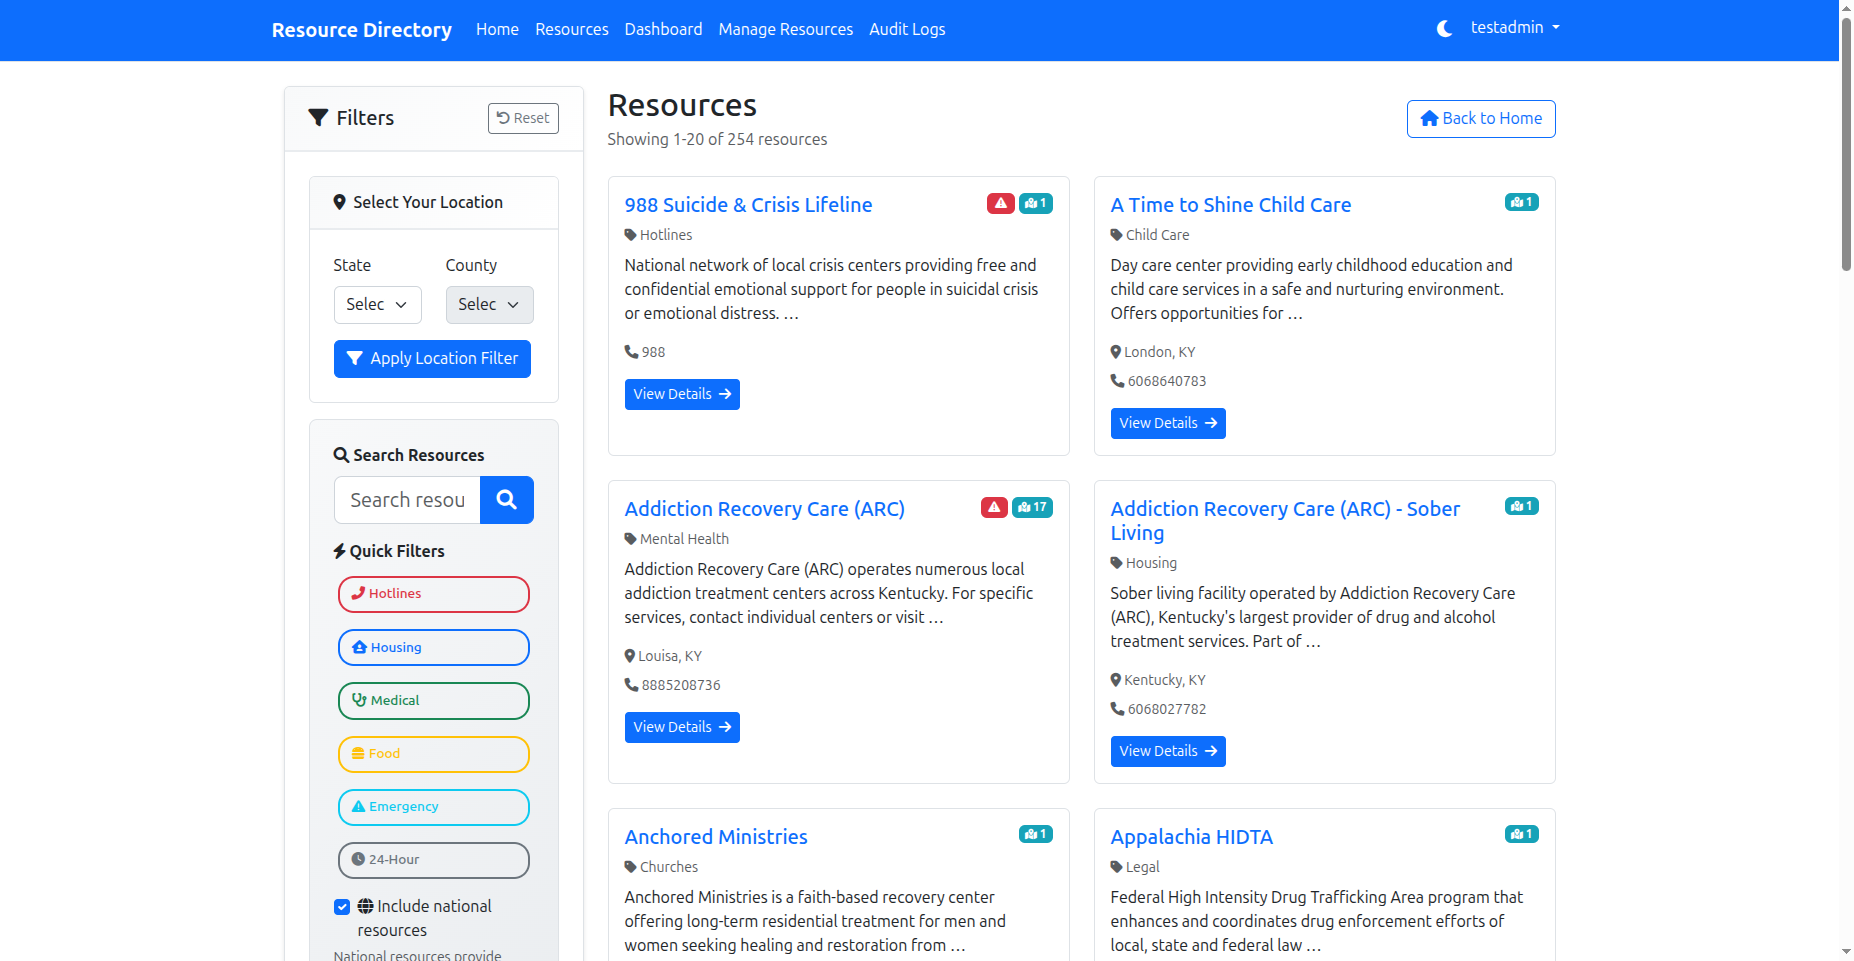 Resource Directory Home Resources Dashboard Manage Resources Audit Logs testadmin
Filters
Reset
Select Your Location
State County
Selec Selec
Apply Location Filter
Search Resources
Search resou
Quick Filters
Hotlines
Housing
Medical
Food
Emergency
24-Hour
Include national
resources
National resources provide
Resources
Showing 1-20 of 254 resources
Back to Home
988 Suicide & Crisis Lifeline
1
Hotlines
National network of local crisis centers providing free and
confidential emotional support for people in suicidal crisis
or emotional distress. …
988
View Details
A Time to Shine Child Care
1
Child Care
Day care center providing early childhood education and
child care services in a safe and nurturing environment.
Offers opportunities for …
London, KY
6068640783
View Details
Addiction Recovery Care (ARC)
17
Mental Health
Addiction Recovery Care (ARC) operates numerous local
addiction treatment centers across Kentucky. For specific
services, contact individual centers or visit …
Louisa, KY
8885208736
View Details
Addiction Recovery Care (ARC) - Sober
Living
1
Housing
Sober living facility operated by Addiction Recovery Care
(ARC), Kentucky's largest provider of drug and alcohol
treatment services. Part of …
Kentucky, KY
6068027782
View Details
Anchored Ministries
1
Churches
Anchored Ministries is a faith-based recovery center
offering long-term residential treatment for men and
women seeking healing and restoration from …
Appalachia HIDTA
1
Legal
Federal High Intensity Drug Trafficking Area program that
enhances and coordinates drug enforcement efforts of
local, state and federal law …